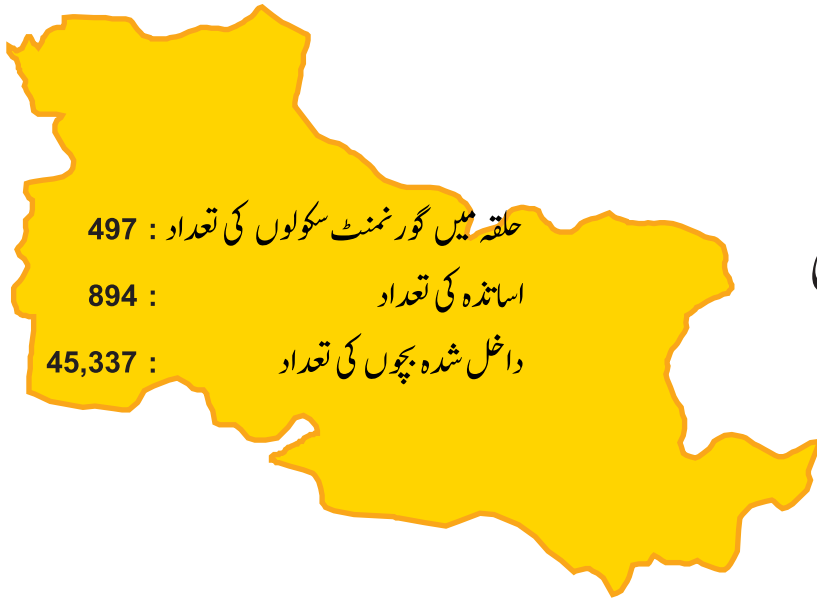 حلقہ میں گورنمنٹ سکولوں کی تعداد : 497
اساتذہ کی تعداد : 894
داخل شدہ بچوں کی تعداد : 45,337